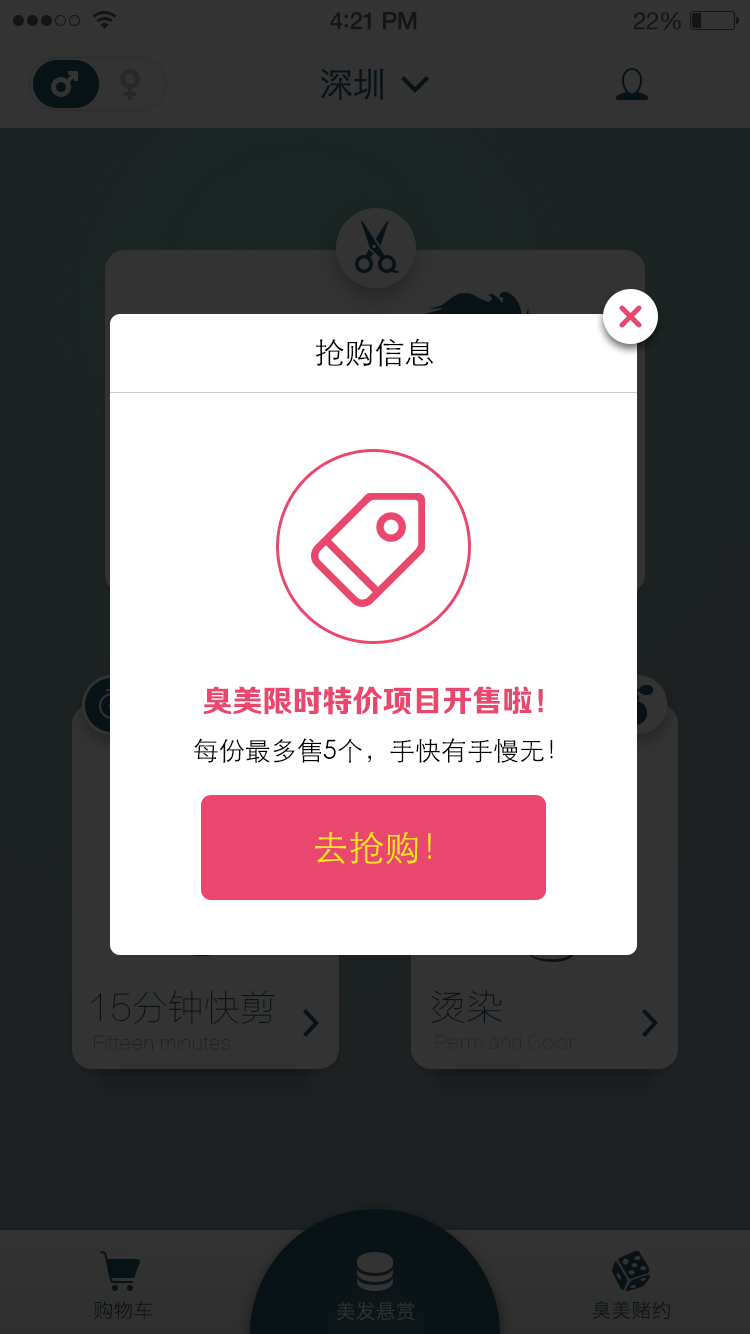 4:21 PM
22%
深圳
抢购信息
臭美限时特价项目开售啦！
每份最多售5个，手快有手慢无！
去抢购！
15分钟快剪
Fifteen minutes
烫染
Perm and Color
购物车
美发悬赏
臭美赌约